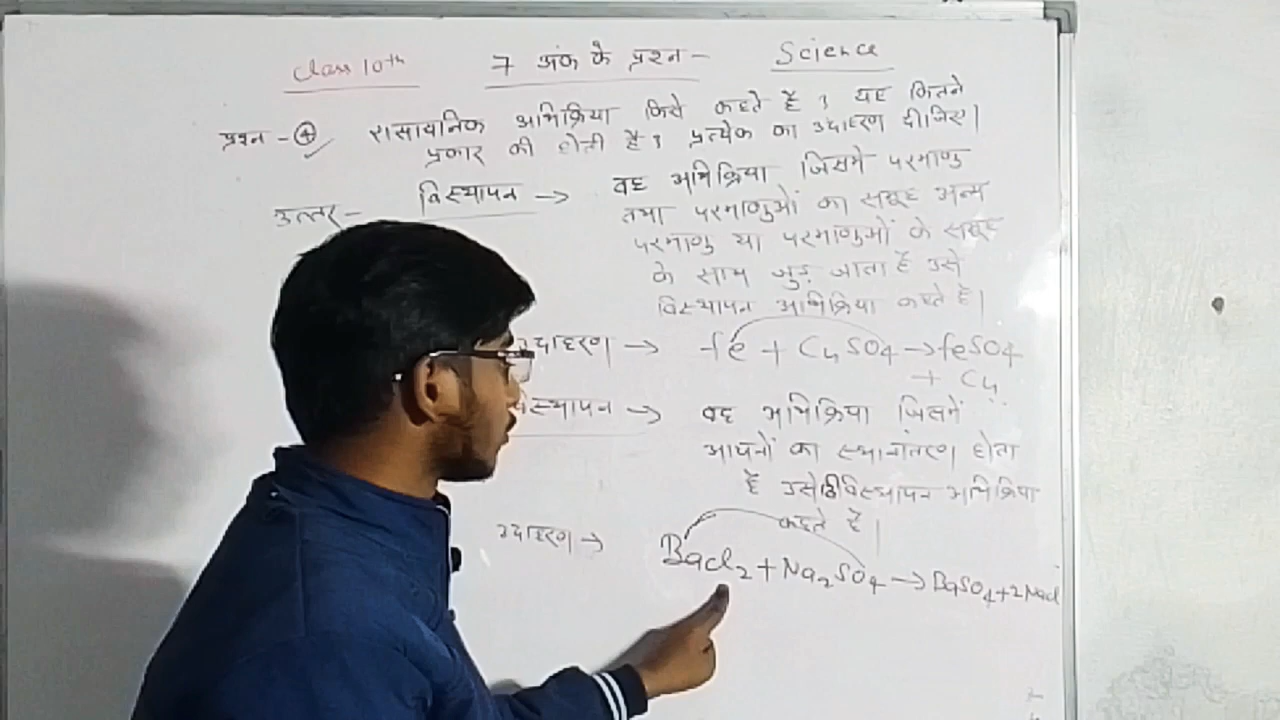 Class 10th 7 अंक के प्रश्न- Science
प्रश्न-④ रासायनिक अभिक्रिया किसे कहते हैं? यह कितने
प्रकार की होती है? प्रत्येक का उदाहरण दीजिए।
उत्तर- विस्थापन → वह अभिक्रिया जिसमे परमाणु
तथा परमाणुओं का समूह अन्य
परमाणु या परमाणुओं के समूह
के साथ जुड़ जाता है उसे
विस्थापन अभिक्रिया कहते है।
दाहरण → Fe + CuSO4 → feSO4
+ Cu
स्थापन → वह अभिक्रिया जिसमें
आयनों का स्थानांतरण होता
है उसे द्विविस्थापन अभिक्रिया
कहते है।
उदाहरण → BaCl2 + Na2SO4 → BaSO4 + 2NaCl